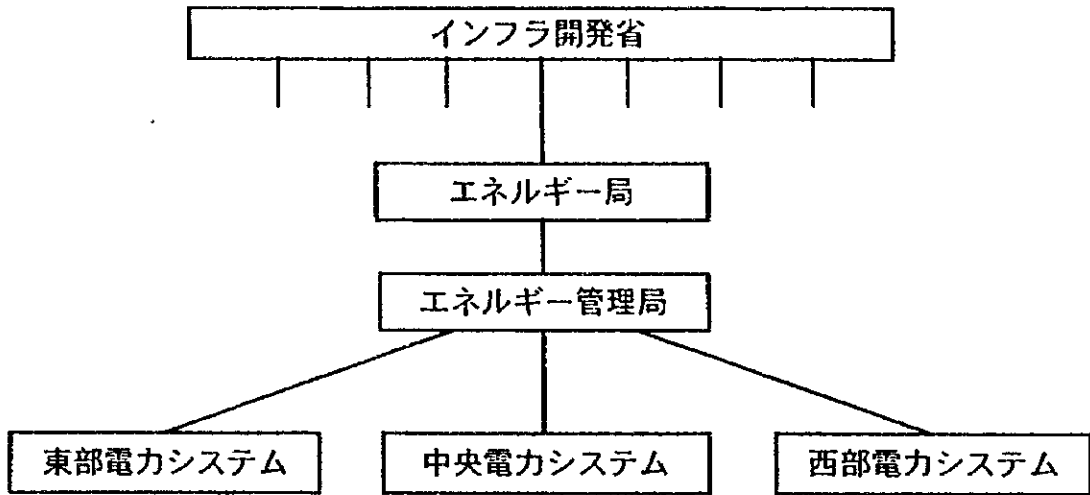 インフラ開発省
エネルギー局
エネルギー管理局
東部電力システム
中央電力システム
西部電力システム